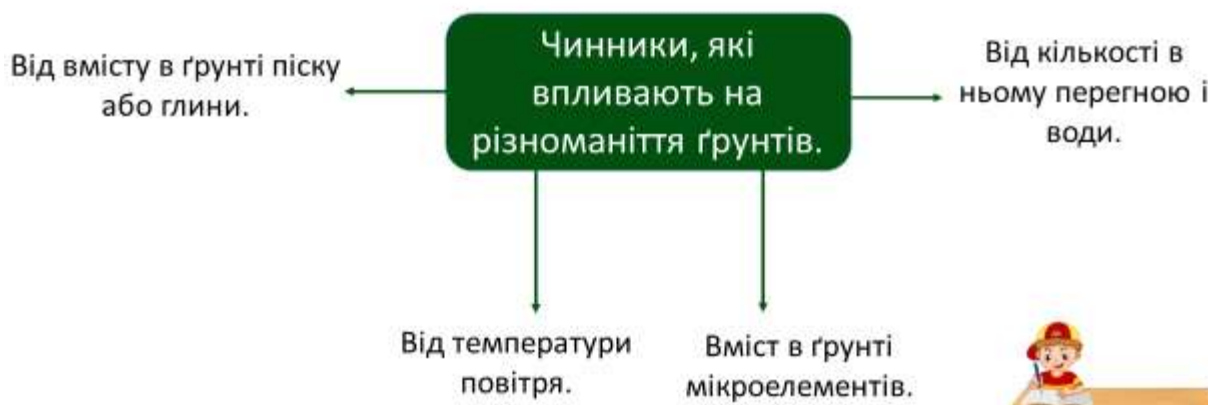 Чинники, які
впливають на
різноманіття ґрунтів.
Від вмісту в ґрунті піску
або глини.
Від кількості в
ньому перегною і
води.
Від температури
повітря.
Вміст в ґрунті
мікроелементів.